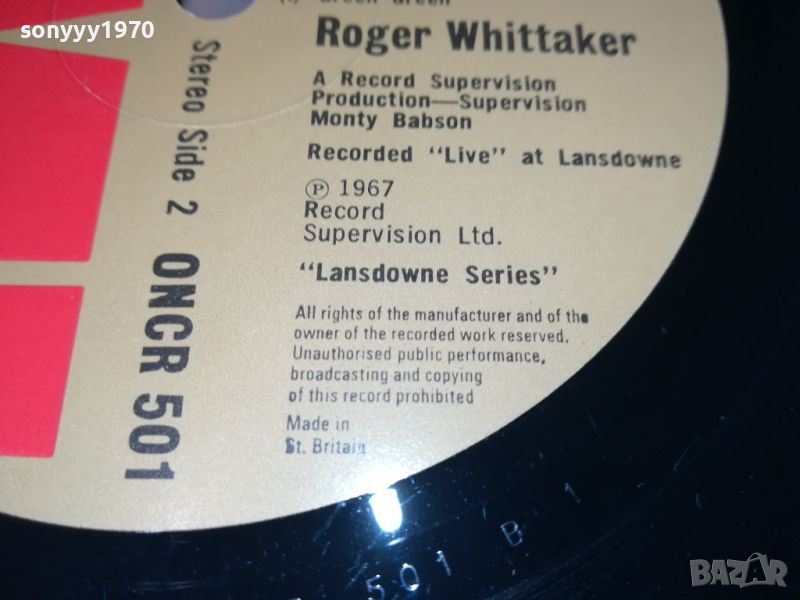 sonyyy1970
Roger Whittaker
A Record Supervision
Production—Supervision
Monty Babson
Recorded "Live" at Lansdowne
℗ 1967
Record
Supervision Ltd.
"Lansdowne Series"
All rights of the manufacturer and of the
owner of the recorded work reserved.
Unauthorised public performance,
broadcasting and copying
of this record prohibited
Made in
Gt. Britain
Stereo Side 2 ONCR 501
501 B 1
BAZAR